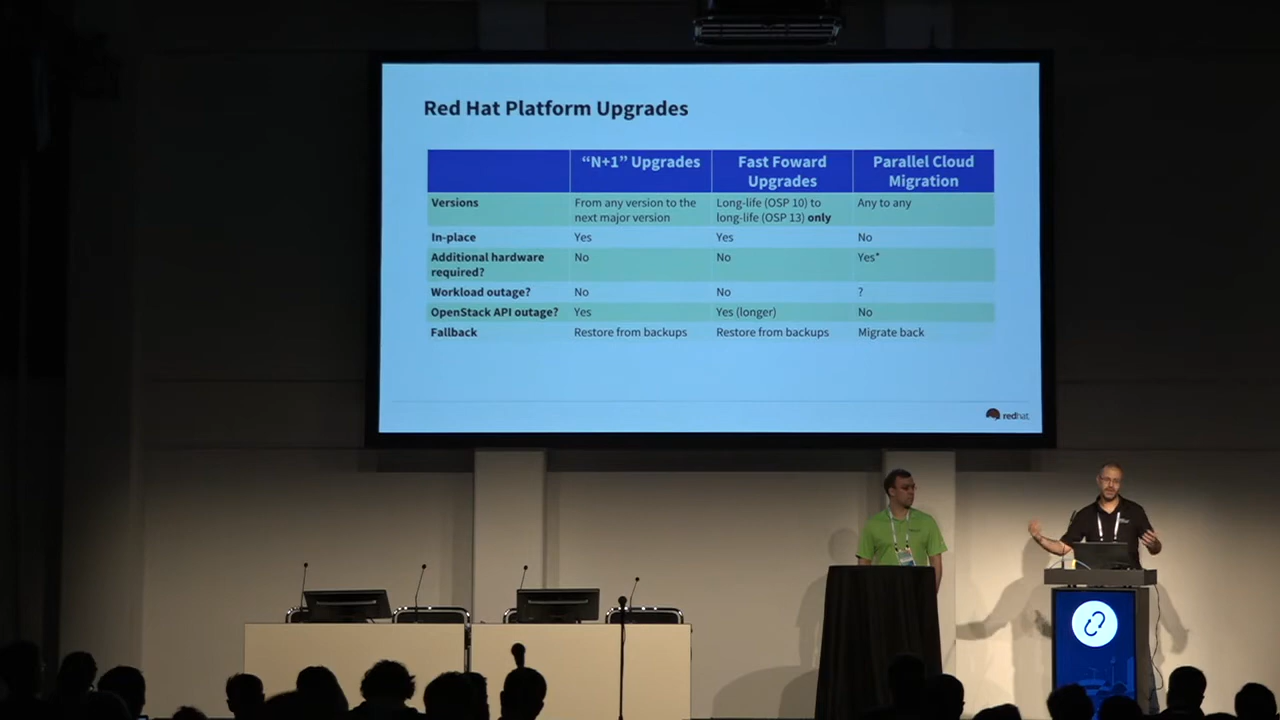 Red Hat Platform Upgrades
“N+1” Upgrades
Fast Foward
Upgrades
Parallel Cloud
Migration
Versions
From any version to the
next major version
Long-life (OSP 10) to
long-life (OSP 13) only
Any to any
In-place
Yes
Yes
No
Additional hardware
required?
No
No
Yes*
Workload outage?
No
No
?
OpenStack API outage?
Yes
Yes (longer)
No
Fallback
Restore from backups
Restore from backups
Migrate back
redhat.